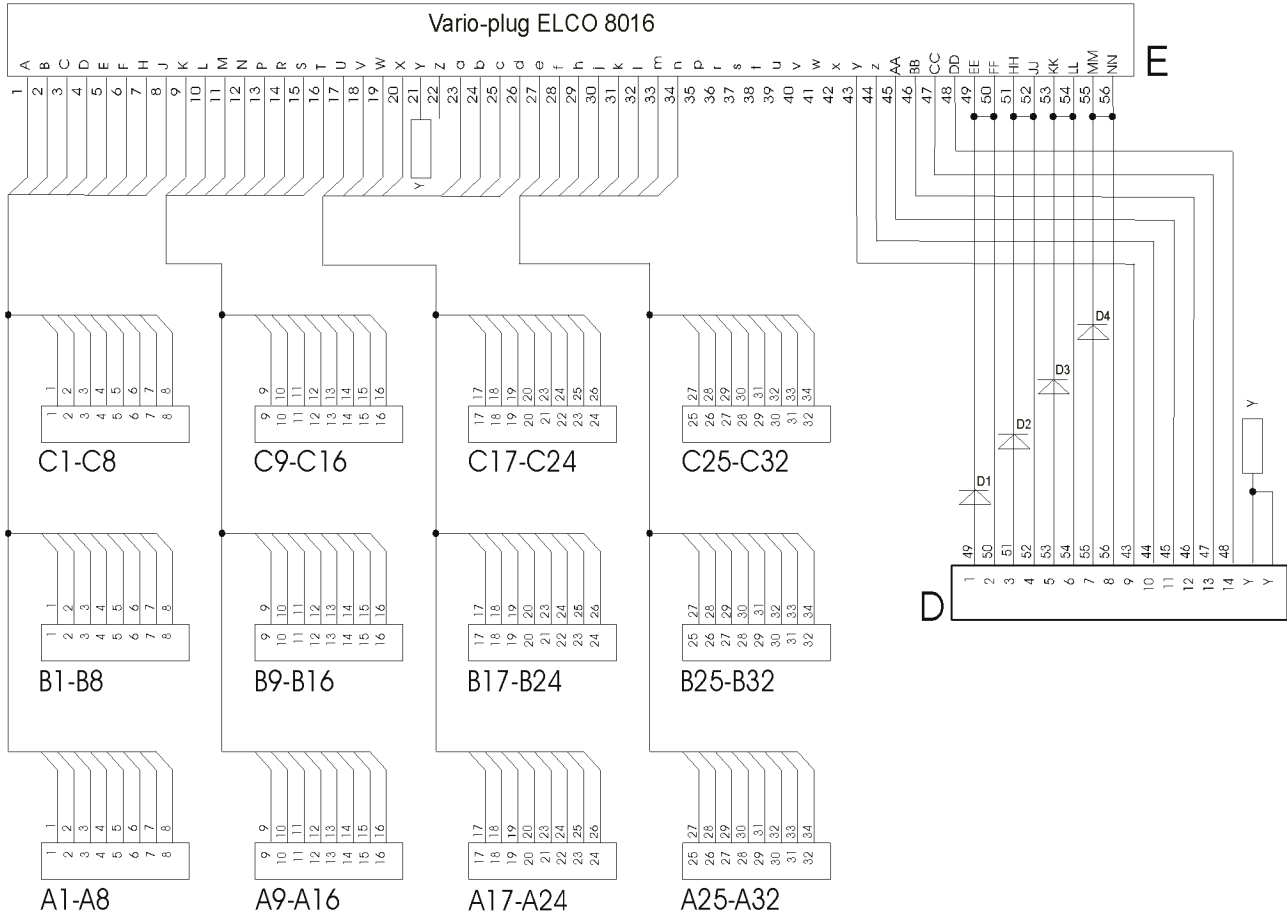 Vario-plug ELCO 8016
A B C D E F H J K L M N P R S T U V W X Y Z a b c d e f h j k l m n p r s t u v w x y z AA BB CC DD EE FF HH JJ KK LL MM NN
E
1 2 3 4 5 6 7 8 9 10 11 12 13 14 15 16 17 18 19 20 21 22 23 24 25 26 27 28 29 30 31 32 33 34 35 36 37 38 39 40 41 42 43 44 45 46 47 48 49 50 51 52 53 54 55 56
Y
D4
D3
D2
D1
Y
1 2 3 4 5 6 7 8
1 2 3 4 5 6 7 8
C1-C8
9 10 11 12 13 14 15 16
9 10 11 12 13 14 15 16
C9-C16
17 18 19 20 23 24 25 26
17 18 19 20 21 22 23 24
C17-C24
27 28 29 30 31 32 33 34
25 26 27 28 29 30 31 32
C25-C32
49 50 51 52 53 54 55 56 43 44 45 46 47 48
1 2 3 4 5 6 7 8 9 10 11 12 13 14 Y Y
D
1 2 3 4 5 6 7 8
1 2 3 4 5 6 7 8
B1-B8
9 10 11 12 13 14 15 16
9 10 11 12 13 14 15 16
B9-B16
17 18 19 20 23 24 25 26
17 18 19 20 21 22 23 24
B17-B24
27 28 29 30 31 32 33 34
25 26 27 28 29 30 31 32
B25-B32
1 2 3 4 5 6 7 8
1 2 3 4 5 6 7 8
A1-A8
9 10 11 12 13 14 15 16
9 10 11 12 13 14 15 16
A9-A16
17 18 19 20 23 24 25 26
17 18 19 20 21 22 23 24
A17-A24
27 28 29 30 31 32 33 34
25 26 27 28 29 30 31 32
A25-A32